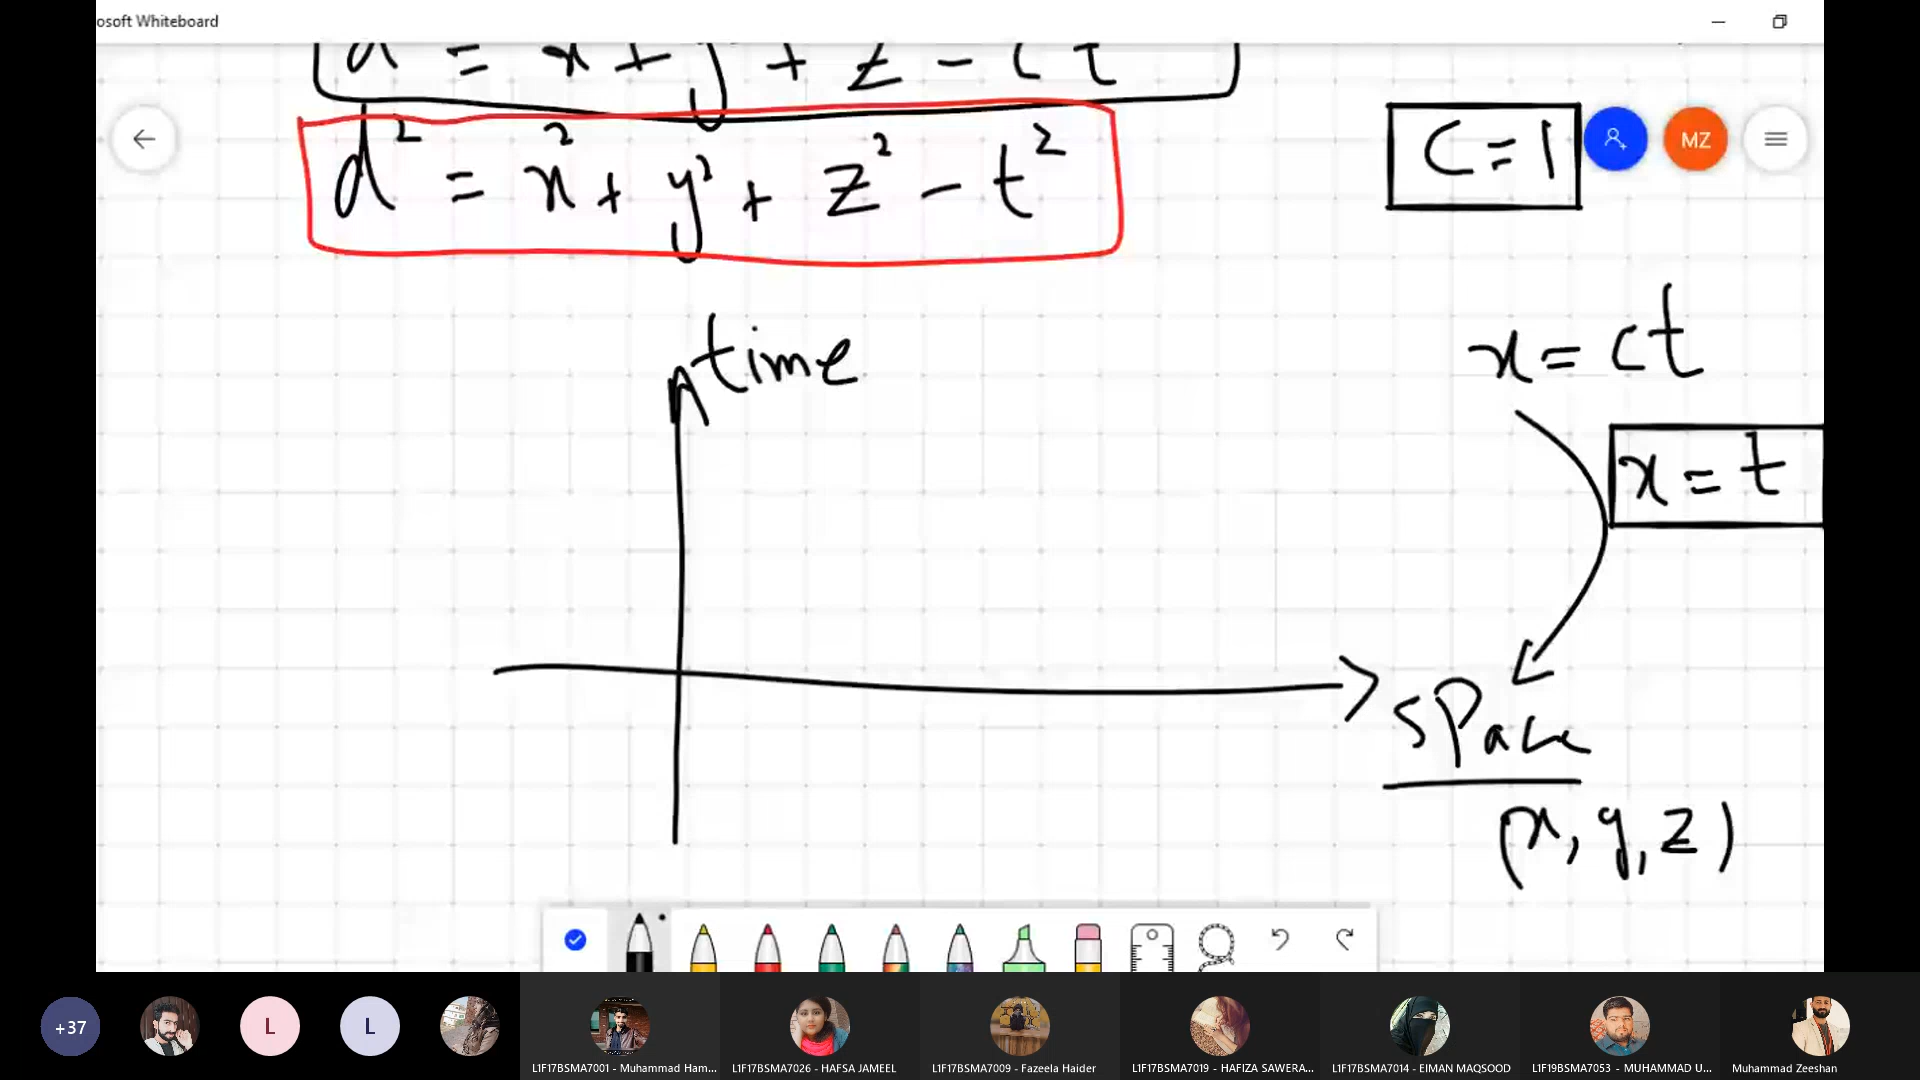 osoft Whiteboard
d = x + y + z - ct
d² = x² + y² + z² - t²
C = 1
MZ
time
x = ct
x = t
space
(x, y, z)
+37
L
L
L1F17BSMA7001 - Muhammad Ham...
L1F17BSMA7026 - HAFSA JAMEEL
L1F17BSMA7009 - Fazeela Haider
L1F17BSMA7019 - HAFIZA SAWERA...
L1F17BSMA7014 - EIMAN MAQSOOD
L1F19BSMA7053 - MUHAMMAD U...
Muhammad Zeeshan